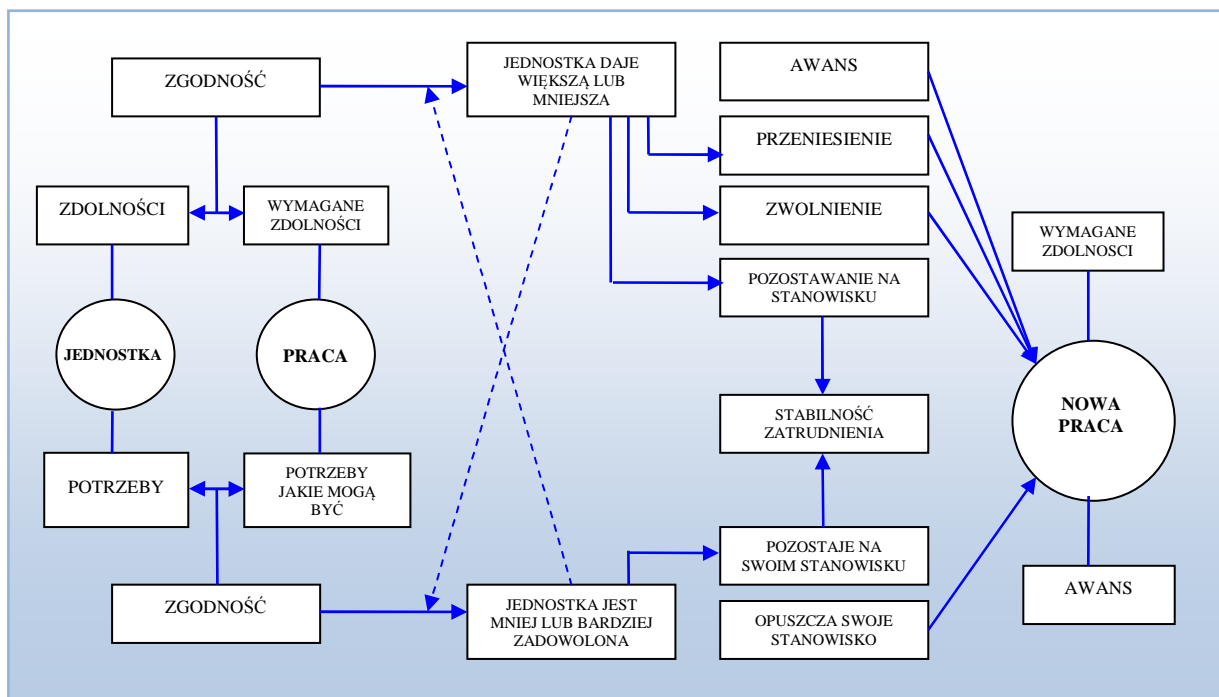 ZGODNOŚĆ
JEDNOSTKA DAJE
WIĘKSZĄ LUB
MNIEJSZA
AWANS
PRZENIESIENIE
ZDOLNOŚCI
WYMAGANE
ZDOLNOŚCI
ZWOLNIENIE
WYMAGANE
ZDOLNOSCI
POZOSTAWANIE NA
STANOWISKU
JEDNOSTKA
PRACA
STABILNOŚĆ
ZATRUDNIENIA
NOWA
PRACA
POTRZEBY
POTRZEBY
JAKIE MOGĄ
BYĆ
POZOSTAJE NA
SWOIM STANOWISKU
ZGODNOŚĆ
JEDNOSTKA JEST
MNIEJ LUB BARDZIEJ
ZADOWOLONA
OPUSZCZA SWOJE
STANOWISKO
AWANS